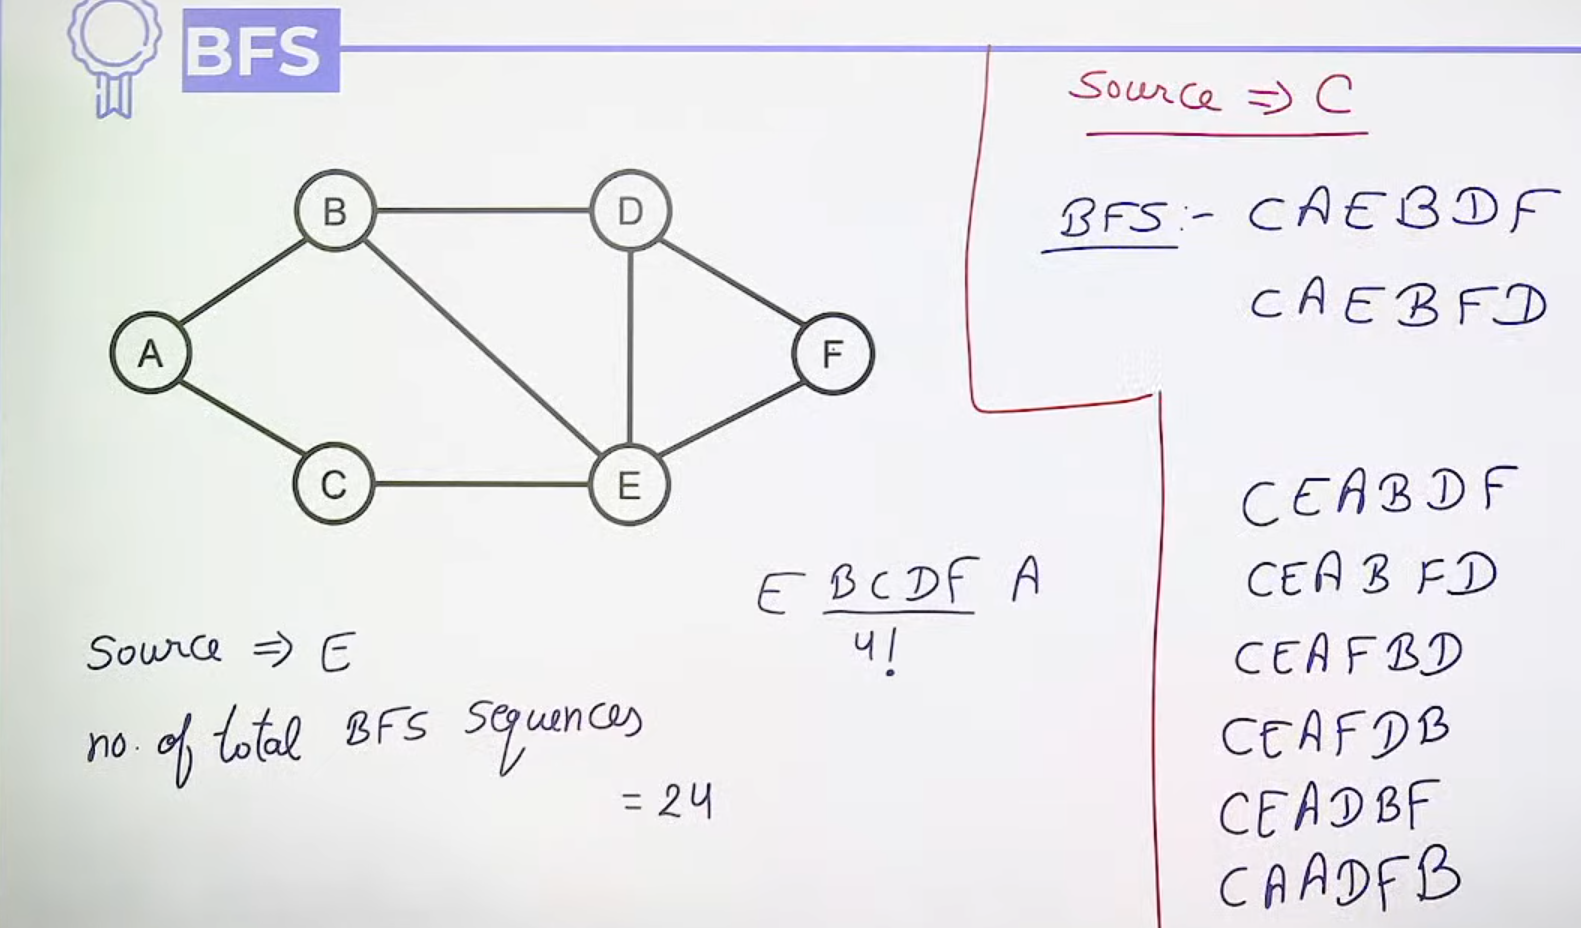 BFS
Source ⇒ C
BFS:- CAEBDF
CAEBFD
B
D
A
F
C
E
CEABDF
CEABFD
CEAFBD
CEAFDB
CEADBF
CAADFB
E BCDF A
4!
Source ⇒ E
no. of total BFS sequences
= 24